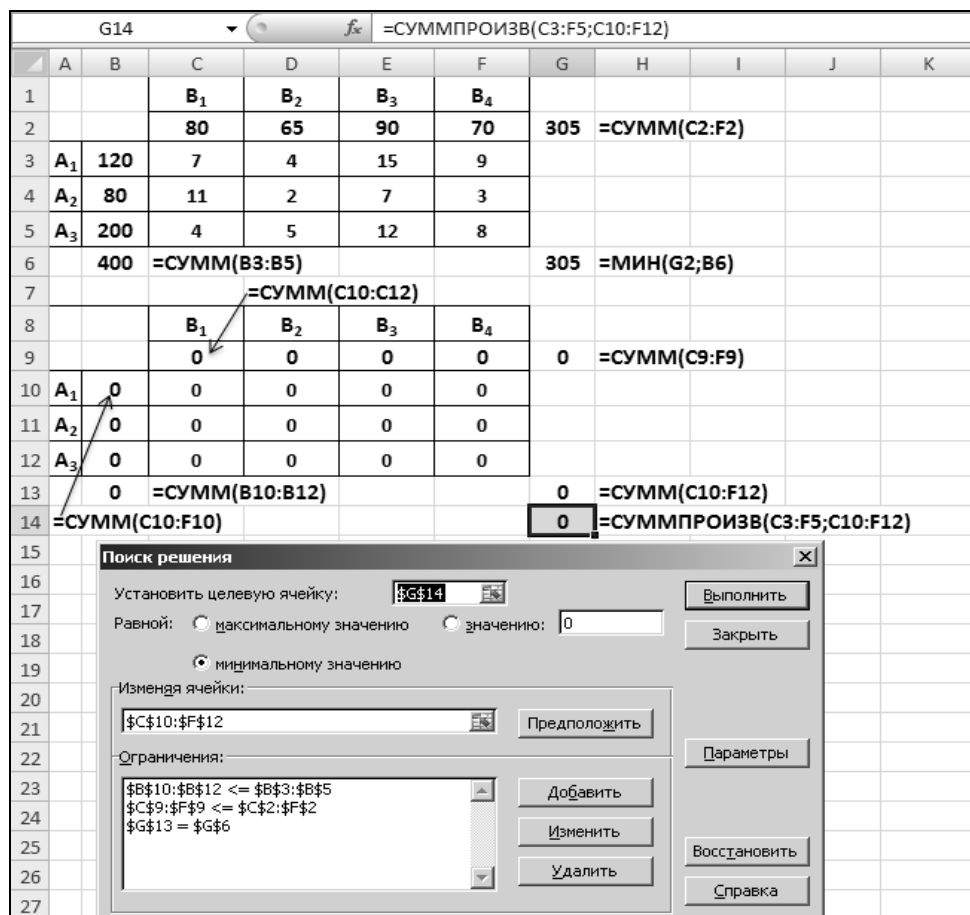 G14 fx =СУММПРОИЗВ(C3:F5;C10:F12)
A B C D E F G H I J K
1 B1 B2 B3 B4
2 80 65 90 70 305 =СУММ(C2:F2)
3 A1 120 7 4 15 9
4 A2 80 11 2 7 3
5 A3 200 4 5 12 8
6 400 =СУММ(B3:B5) 305 =МИН(G2;B6)
7 =СУММ(C10:C12)
8 B1 B2 B3 B4
9 0 0 0 0 0 =СУММ(C9:F9)
10 A1 0 0 0 0 0
11 A2 0 0 0 0 0
12 A3 0 0 0 0 0
13 0 =СУММ(B10:B12) 0 =СУММ(C10:F12)
14 =СУММ(C10:F10) 0 =СУММПРОИЗВ(C3:F5;C10:F12)
15 Поиск решения
16 Установить целевую ячейку: $G$14 Выполнить
17 Равной: максимальному значению значению: 0
18 Закрыть
19 минимальному значению
20 Изменяя ячейки:
21 $C$10:$F$12 Предположить
22 Ограничения: Параметры
23 $B$10:$B$12 <= $B$3:$B$5 Добавить
24 $C$9:$F$9 <= $C$2:$F$2
25 $G$13 = $G$6 Изменить Восстановить
26 Удалить
27 Справка